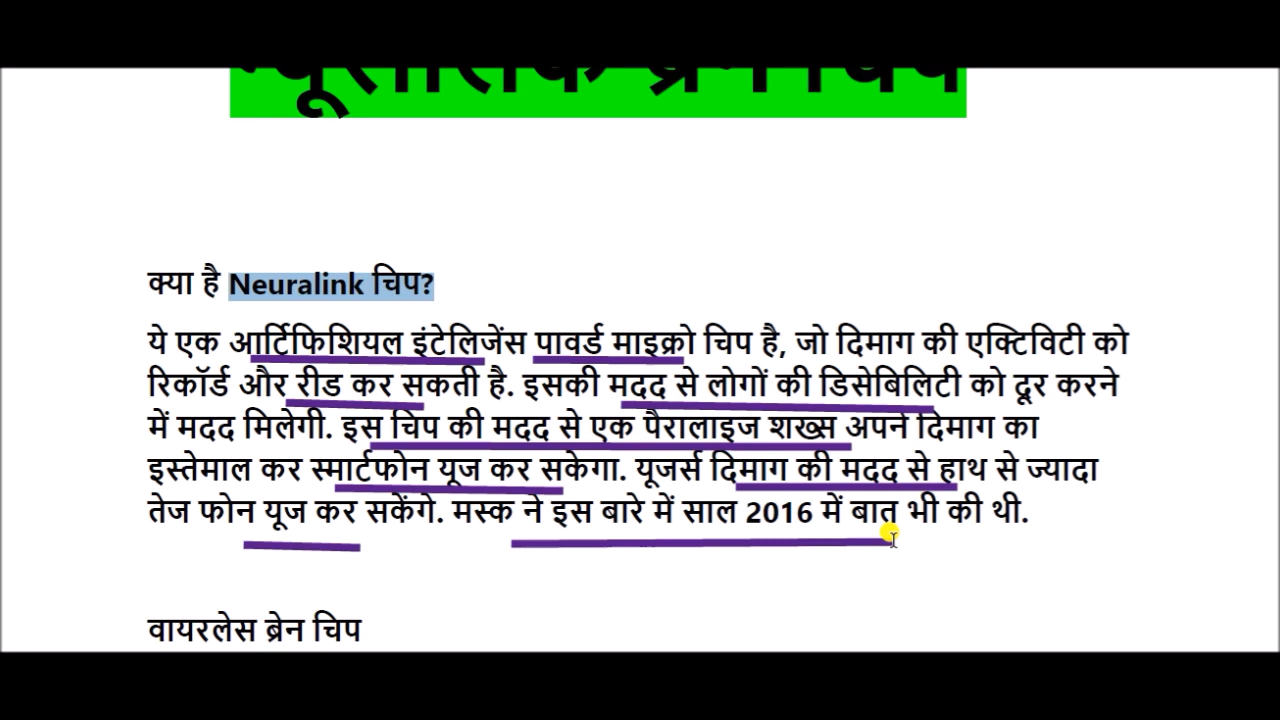 क्या है Neuralink चिप?
ये एक आर्टिफिशियल इंटेलिजेंस पावर्ड माइक्रो चिप है, जो दिमाग की एक्टिविटी को
रिकॉर्ड और रीड कर सकती है. इसकी मदद से लोगों की डिसेबिलिटी को दूर करने
में मदद मिलेगी. इस चिप की मदद से एक पैरालाइज शख्स अपने दिमाग का
इस्तेमाल कर स्मार्टफोन यूज कर सकेगा. यूजर्स दिमाग की मदद से हाथ से ज्यादा
तेज फोन यूज कर सकेंगे. मस्क ने इस बारे में साल 2016 में बात भी की थी.
वायरलेस ब्रेन चिप